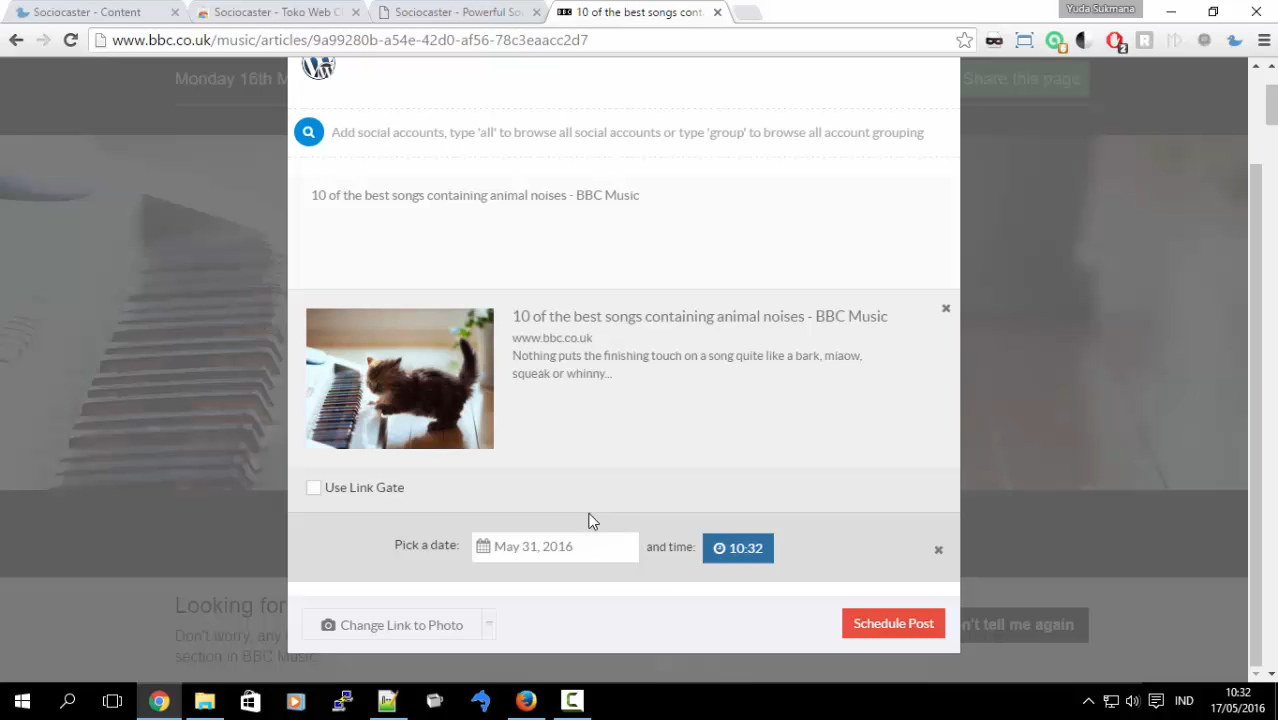 Sociocaster - Content
Sociocaster - Toko Web C
Sociocaster - Powerful So
10 of the best songs cont
Yuda Sukmana
www.bbc.co.uk/music/articles/9a99280b-a54e-42d0-af56-78c3eaacc2d7
Monday 16th M
Share this page
Add social accounts, type 'all' to browse all social accounts or type 'group' to browse all account grouping
10 of the best songs containing animal noises - BBC Music
10 of the best songs containing animal noises - BBC Music
www.bbc.co.uk
Nothing puts the finishing touch on a song quite like a bark, miaow,
squeak or whinny...
Use Link Gate
Pick a date: May 31, 2016 and time: 10:32
Looking for
Don't worry, any
section in BBC Music
n't tell me again
Change Link to Photo
Schedule Post
IND
10:32
17/05/2016